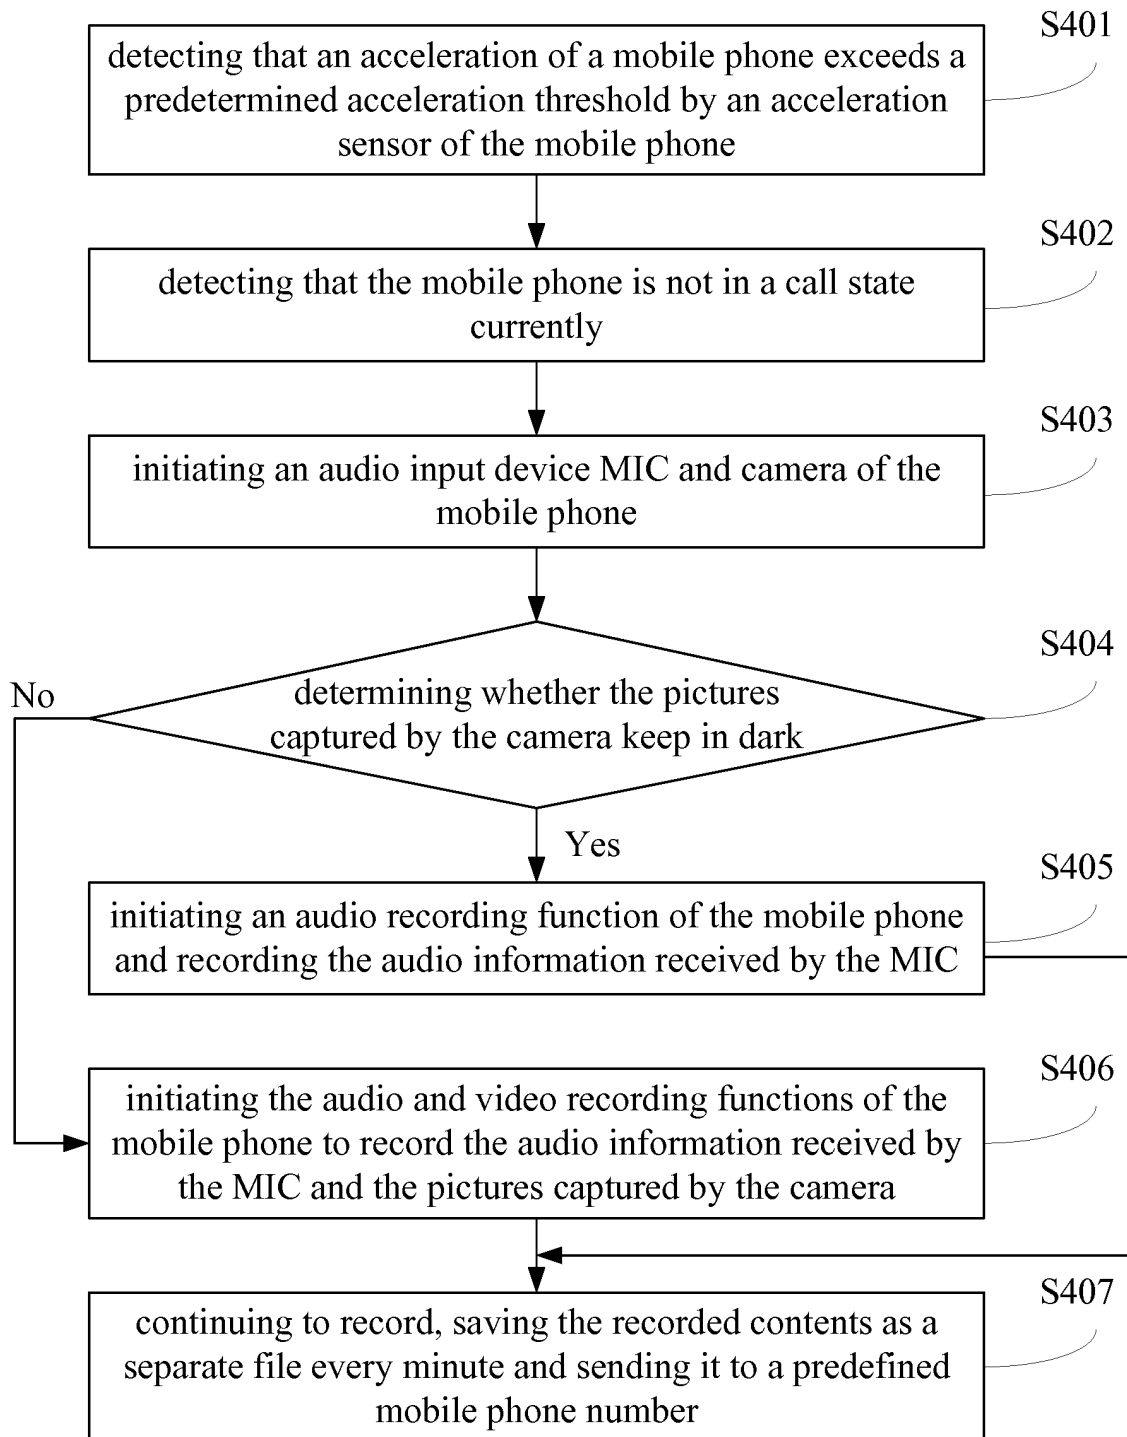 S401
detecting that an acceleration of a mobile phone exceeds a
predetermined acceleration threshold by an acceleration
sensor of the mobile phone
S402
detecting that the mobile phone is not in a call state
currently
S403
initiating an audio input device MIC and camera of the
mobile phone
S404
No
determining whether the pictures
captured by the camera keep in dark
Yes
S405
initiating an audio recording function of the mobile phone
and recording the audio information received by the MIC
S406
initiating the audio and video recording functions of the
mobile phone to record the audio information received by
the MIC and the pictures captured by the camera
S407
continuing to record, saving the recorded contents as a
separate file every minute and sending it to a predefined
mobile phone number